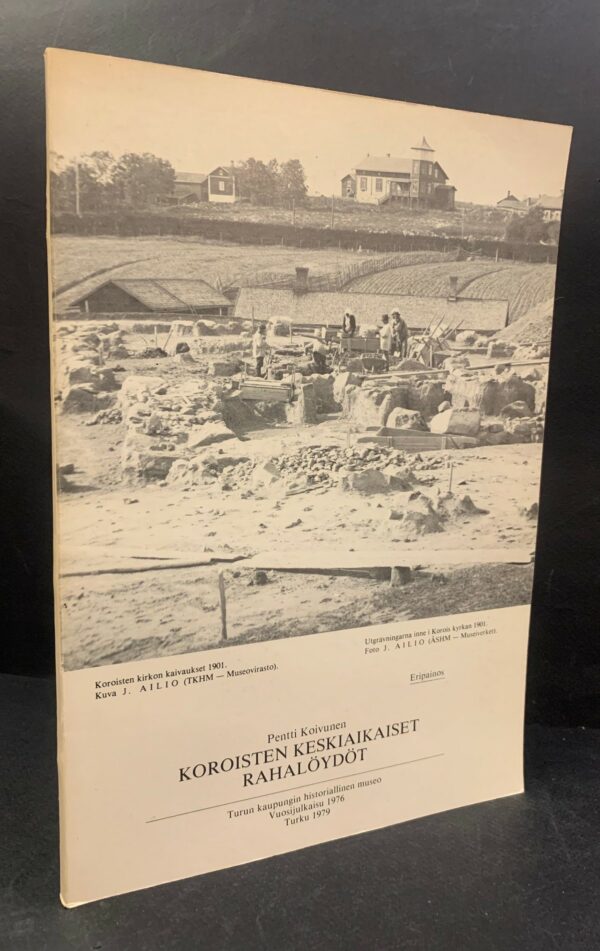 Koroisten kirkon kaivaukset 1901.
Kuva J. AILIO (TKHM — Museovirasto).
Utgrävningarna inne i Korois kyrkan 1901.
Foto J. AILIO (ÅSHM — Museiverket).
Eripainos
Pentti Koivunen
KOROISTEN KESKIAIKAISET
RAHALÖYDÖT
Turun kaupungin historiallinen museo
Vuosijulkaisu 1976
Turku 1979